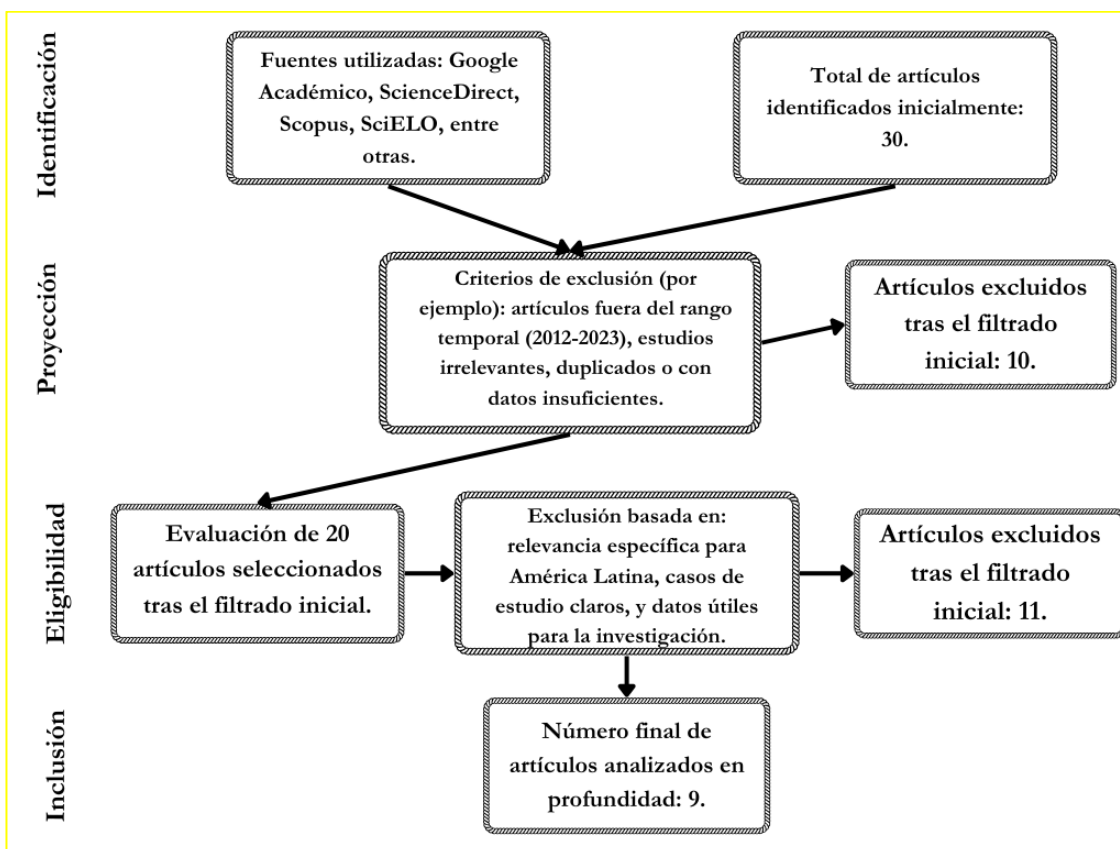 Identificación
Fuentes utilizadas: Google
Académico, ScienceDirect,
Scopus, SciELO, entre
otras.
Total de artículos
identificados inicialmente:
30.
Proyección
Criterios de exclusión (por
ejemplo): artículos fuera del rango
temporal (2012-2023), estudios
irrelevantes, duplicados o con
datos insuficientes.
Artículos excluidos
tras el filtrado
inicial: 10.
Eligibilidad
Evaluación de 20
artículos seleccionados
tras el filtrado inicial.
Exclusión basada en:
relevancia específica para
América Latina, casos de
estudio claros, y datos útiles
para la investigación.
Artículos excluidos
tras el filtrado
inicial: 11.
Inclusión
Número final de
artículos analizados en
profundidad: 9.